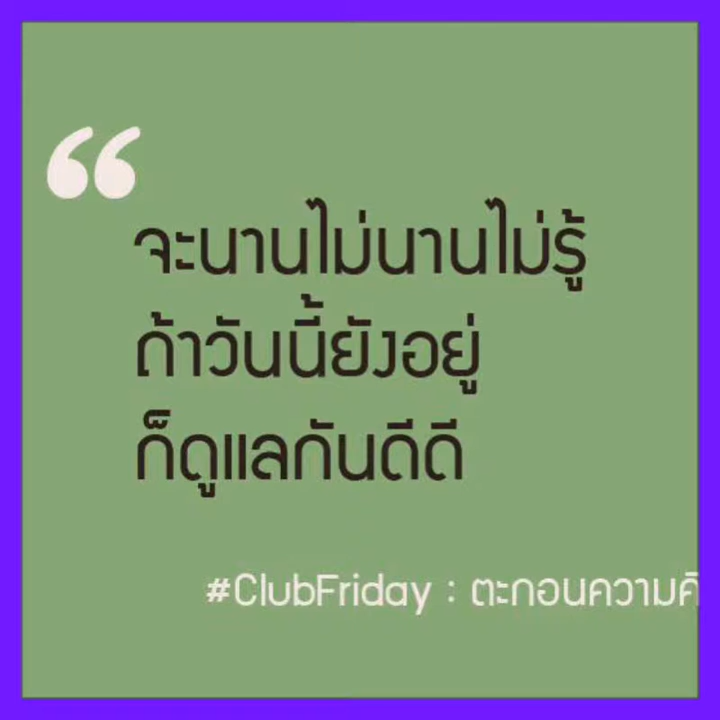 “
จะนานไม่นานไม่รู้
ถ้าวันนี้ยังอยู่
ก็ดูแลกันดีดี
#ClubFriday : ตะกอนความคิ